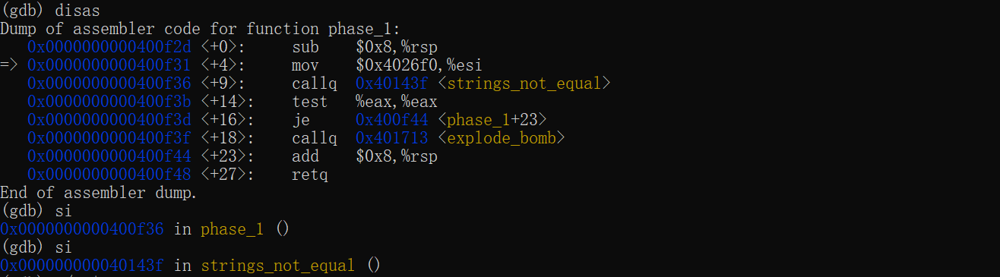 (gdb) disas
Dump of assembler code for function phase_1:
   0x0000000000400f2d <+0>:     sub    $0x8,%rsp
=> 0x0000000000400f31 <+4>:     mov    $0x4026f0,%esi
   0x0000000000400f36 <+9>:     callq  0x40143f <strings_not_equal>
   0x0000000000400f3b <+14>:    test   %eax,%eax
   0x0000000000400f3d <+16>:    je     0x400f44 <phase_1+23>
   0x0000000000400f3f <+18>:    callq  0x401713 <explode_bomb>
   0x0000000000400f44 <+23>:    add    $0x8,%rsp
   0x0000000000400f48 <+27>:    retq
End of assembler dump.
(gdb) si
0x0000000000400f36 in phase_1 ()
(gdb) si
0x000000000040143f in strings_not_equal ()